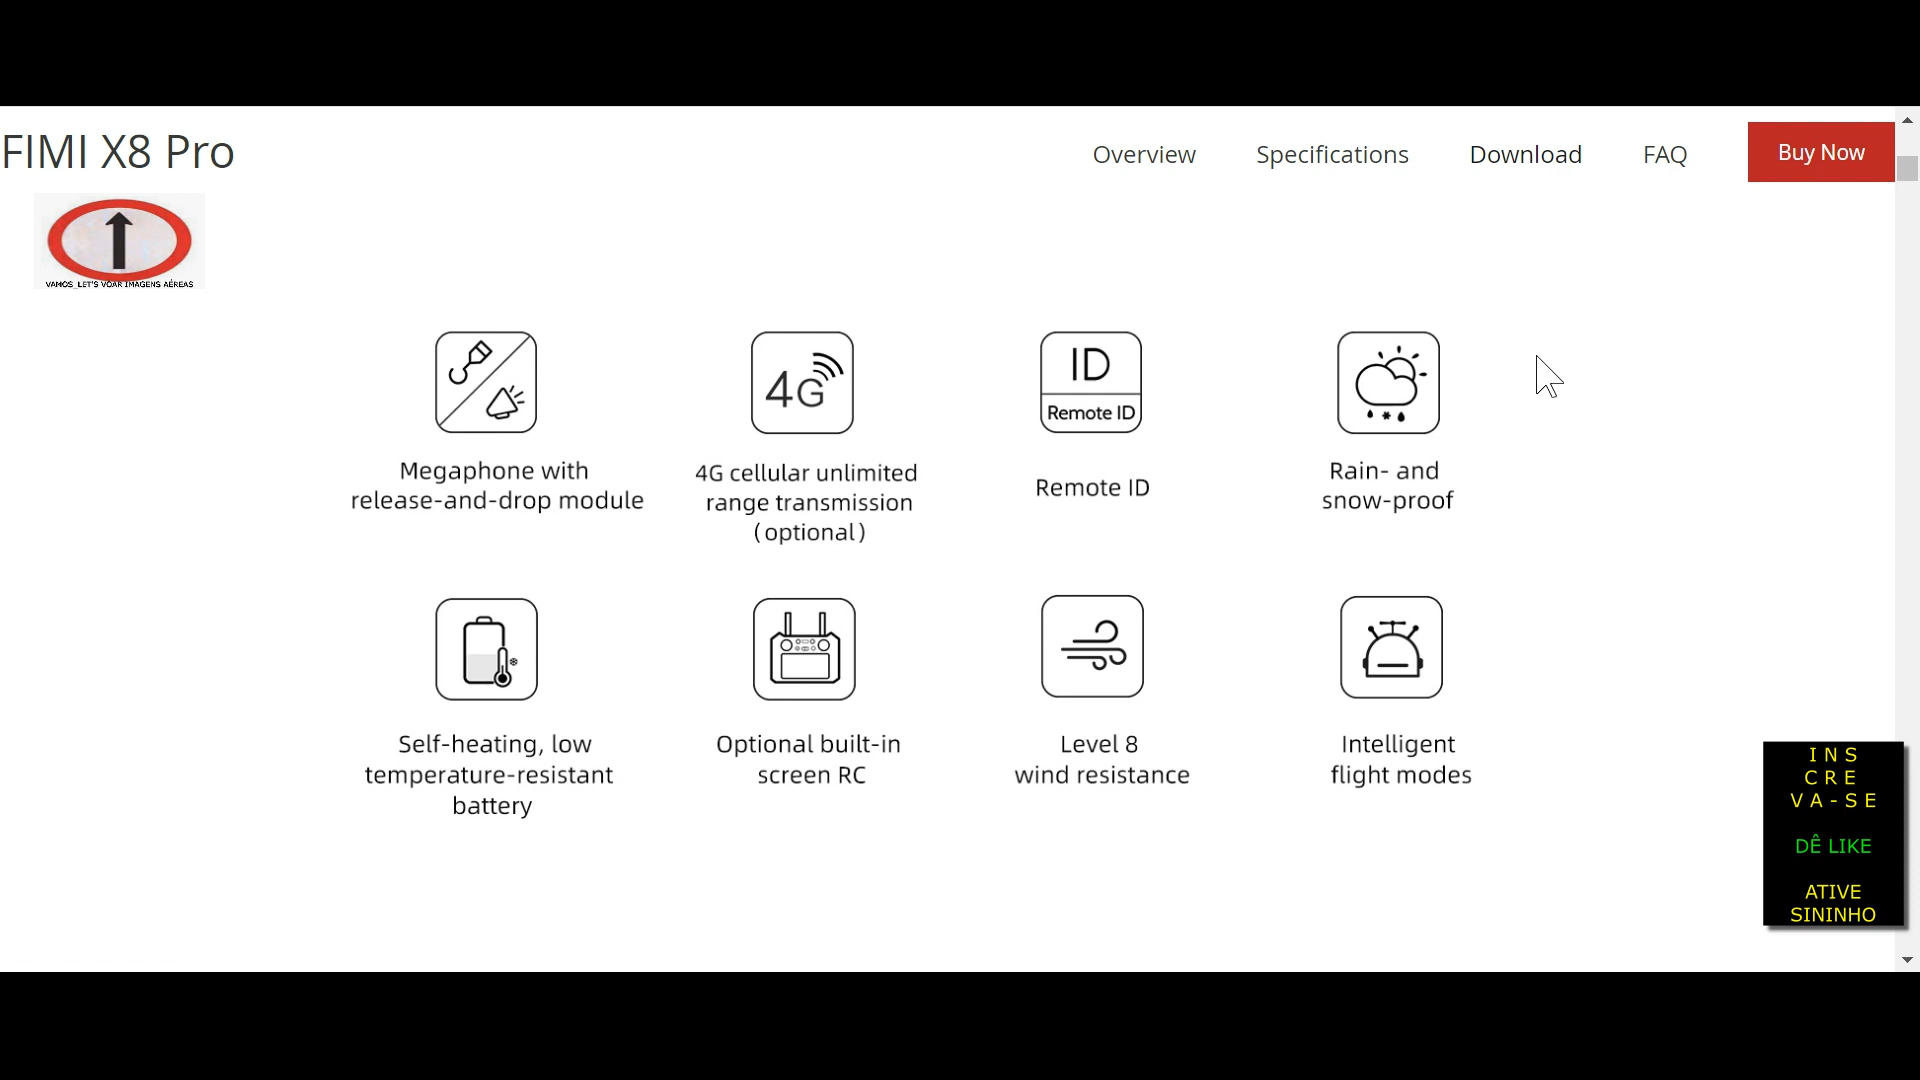 FIMI X8 Pro
Overview
Specifications
Download
FAQ
Buy Now
VAMOS_LET'S VOAR IMAGENS AÉREAS
4G
ID
Remote ID
Megaphone with
release-and-drop module
4G cellular unlimited
range transmission
(optional)
Remote ID
Rain- and
snow-proof
Self-heating, low
temperature-resistant
battery
Optional built-in
screen RC
Level 8
wind resistance
Intelligent
flight modes
INS
CRE
VA-SE
DÊ LIKE
ATIVE
SININHO